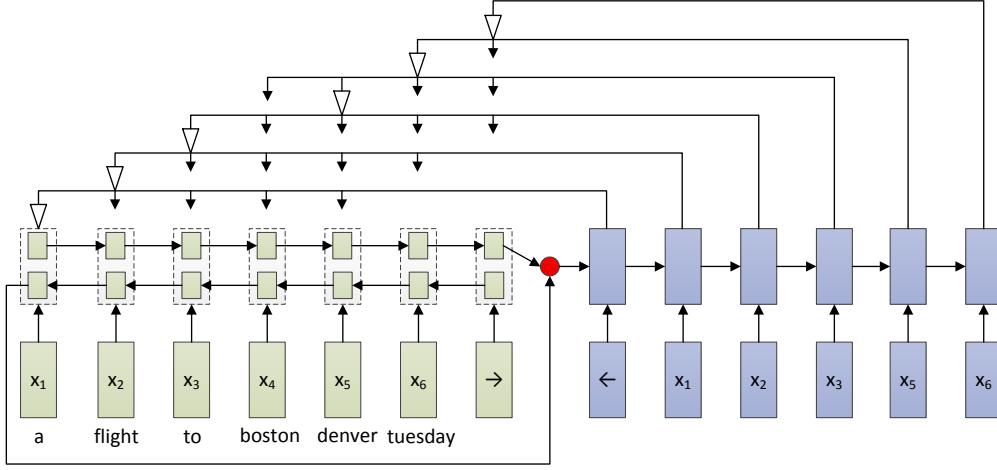 x₁ x₂ x₃ x₄ x₅ x₆ → ← x₁ x₂ x₃ x₅ x₆
a flight to boston denver tuesday